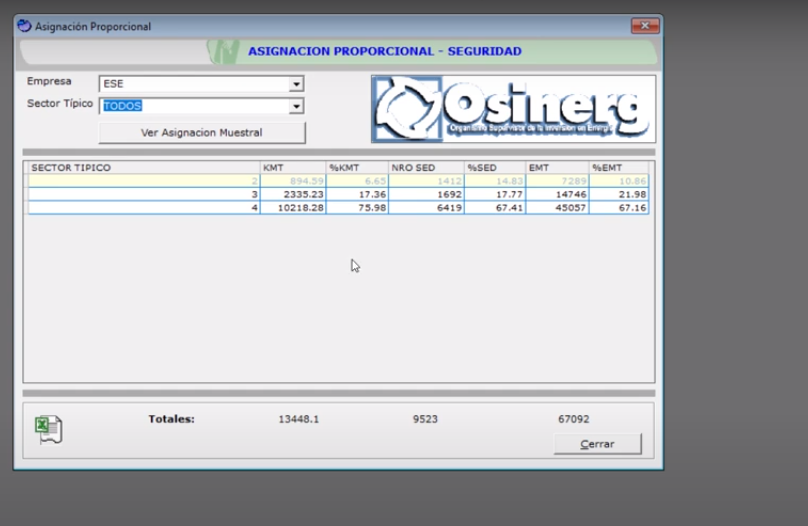 Asignación Proporcional
ASIGNACION PROPORCIONAL - SEGURIDAD
Empresa ESE
Sector Típico TODOS
Ver Asignacion Muestral
Osinerg
Organismo Supervisor de la Inversión en Energía
SECTOR TIPICO KMT %KMT NRO SED %SED EMT %EMT
2 894.59 6.65 1412 14.83 7289 10.86
3 2335.23 17.36 1692 17.77 14746 21.98
4 10218.28 75.98 6419 67.41 45057 67.16
Totales: 13448.1 9523 67092
Cerrar